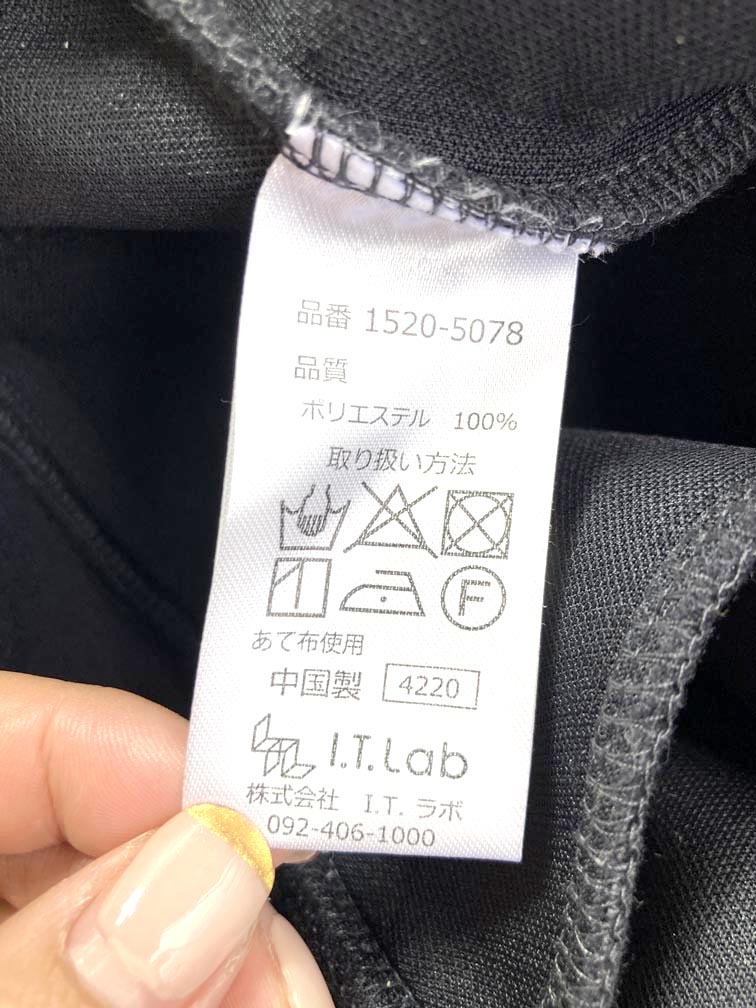 品番 1520-5078
品質
ポリエステル 100%
取り扱い方法
F
あて布使用
中国製 4220
I.T.Lab
株式会社 I.T. ラボ
092-406-1000